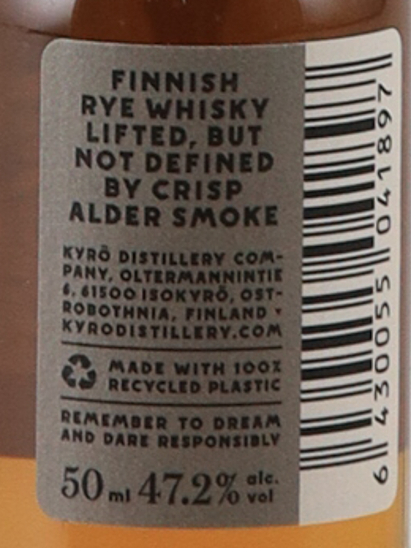 FINNISH
RYE WHISKY
LIFTED, BUT
NOT DEFINED
BY CRISP
ALDER SMOKE
KYRÖ DISTILLERY COM-
PANY, OLTERMANNINTIE
6, 61500 ISOKYRÖ, OST-
ROBOTHNIA, FINLAND •
KYRODISTILLERY.COM
MADE WITH 100%
RECYCLED PLASTIC
REMEMBER TO DREAM
AND DARE RESPONSIBLY
50 ml 47.2% alc.
vol
6 430055 041897